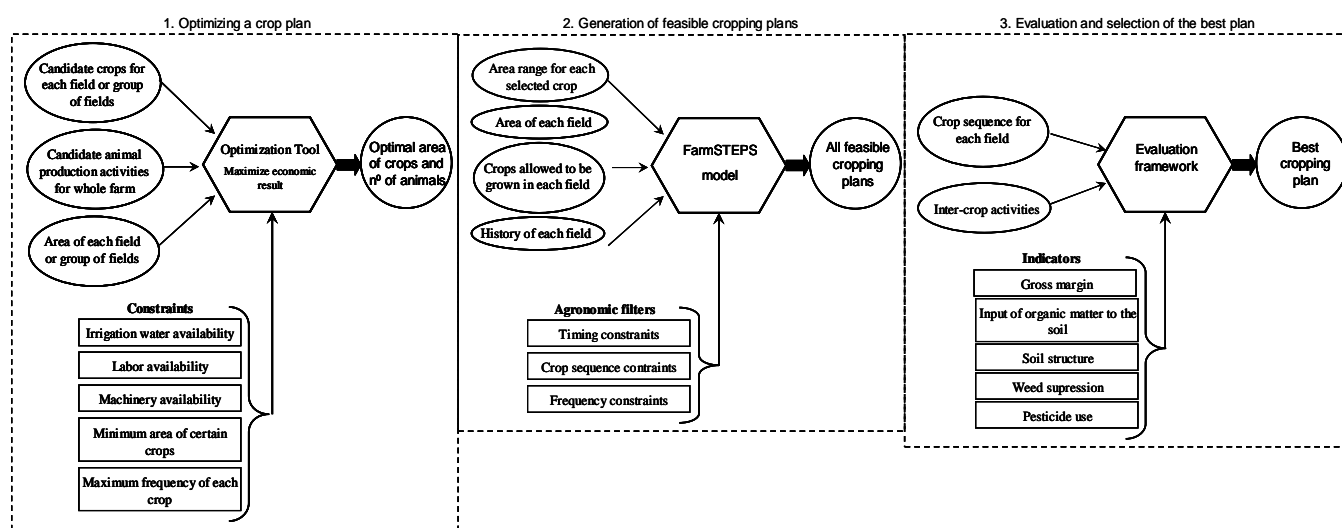 1. Optimizing a crop plan
Candidate crops for
each field or group
of fields
Candidate animal
production activities
for whole farm
Area of each field
or group of fields
Optimization Tool
Maximize economic
result
Optimal area
of crops and
nº of animals
Constraints
Irrigation water availability
Labor availability
Machinery availability
Minimum area of certain
crops
Maximum frequency of each
crop
2. Generation of feasible cropping plans
Area range for each
selected crop
Area of each field
Crops allowed to be
grown in each field
History of each field
FarmSTEPS
model
All feasible
cropping
plans
Agronomic filters
Timing constranits
Crop sequence contraints
Frequency constraints
3. Evaluation and selection of the best plan
Crop sequence for
each field
Inter-crop activities
Evaluation
framework
Best
cropping
plan
Indicators
Gross margin
Input of organic matter to the
soil
Soil structure
Weed supression
Pesticide use